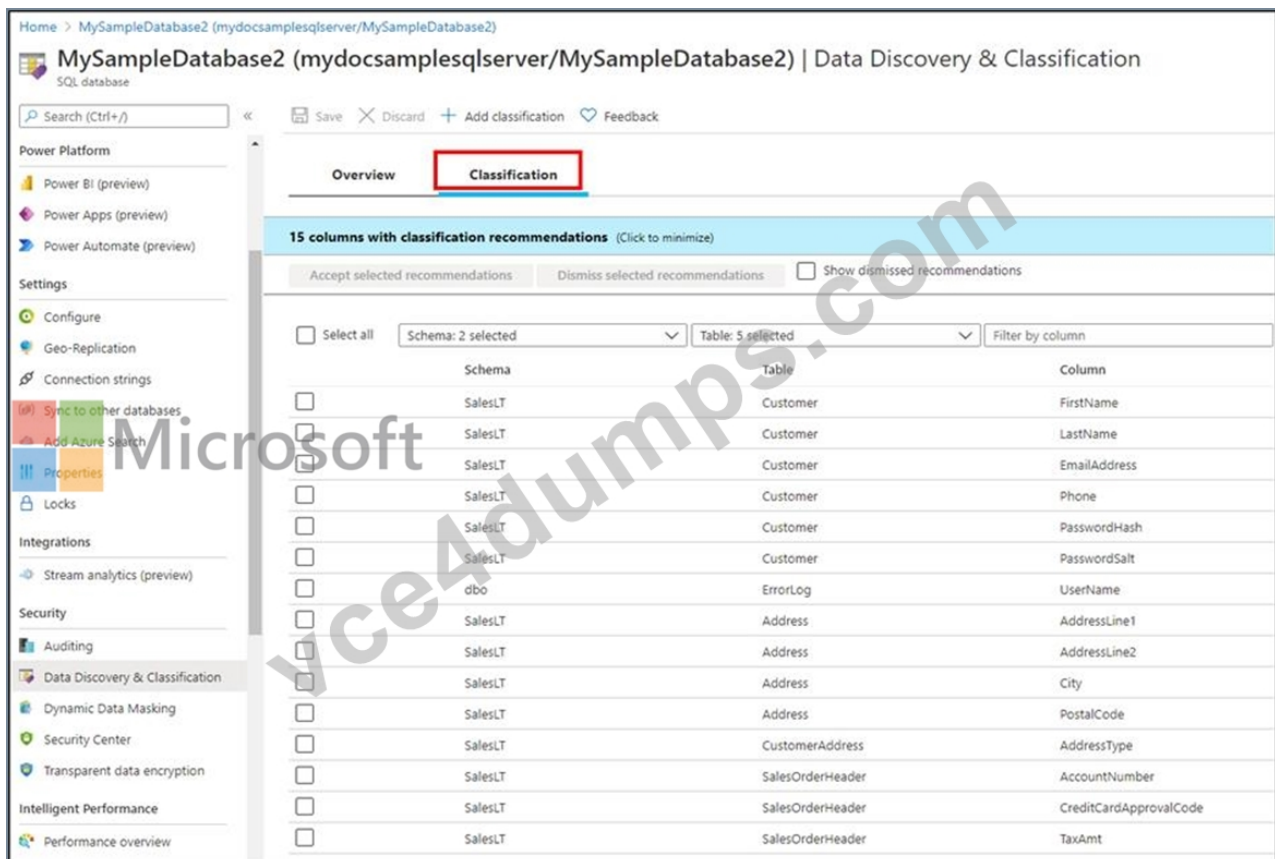 Home > MySampleDatabase2 (mydocsamplesqlserver/MySampleDatabase2)
MySampleDatabase2 (mydocsamplesqlserver/MySampleDatabase2) | Data Discovery & Classification
SQL database
Search (Ctrl+/)
«
Save Discard Add classification Feedback
Power Platform
Power BI (preview)
Power Apps (preview)
Power Automate (preview)
Settings
Configure
Geo-Replication
Connection strings
Sync to other databases
Add Azure Search
Properties
Locks
Integrations
Stream analytics (preview)
Security
Auditing
Data Discovery & Classification
Dynamic Data Masking
Security Center
Transparent data encryption
Intelligent Performance
Performance overview
Overview Classification
15 columns with classification recommendations (Click to minimize)
Accept selected recommendations Dismiss selected recommendations Show dismissed recommendations
Select all Schema: 2 selected Table: 5 selected Filter by column
Schema Table Column
SalesLT Customer FirstName
SalesLT Customer LastName
SalesLT Customer EmailAddress
SalesLT Customer Phone
SalesLT Customer PasswordHash
SalesLT Customer PasswordSalt
dbo ErrorLog UserName
SalesLT Address AddressLine1
SalesLT Address AddressLine2
SalesLT Address City
SalesLT Address PostalCode
SalesLT CustomerAddress AddressType
SalesLT SalesOrderHeader AccountNumber
SalesLT SalesOrderHeader CreditCardApprovalCode
SalesLT SalesOrderHeader TaxAmt
Microsoft
vce4dumps.com